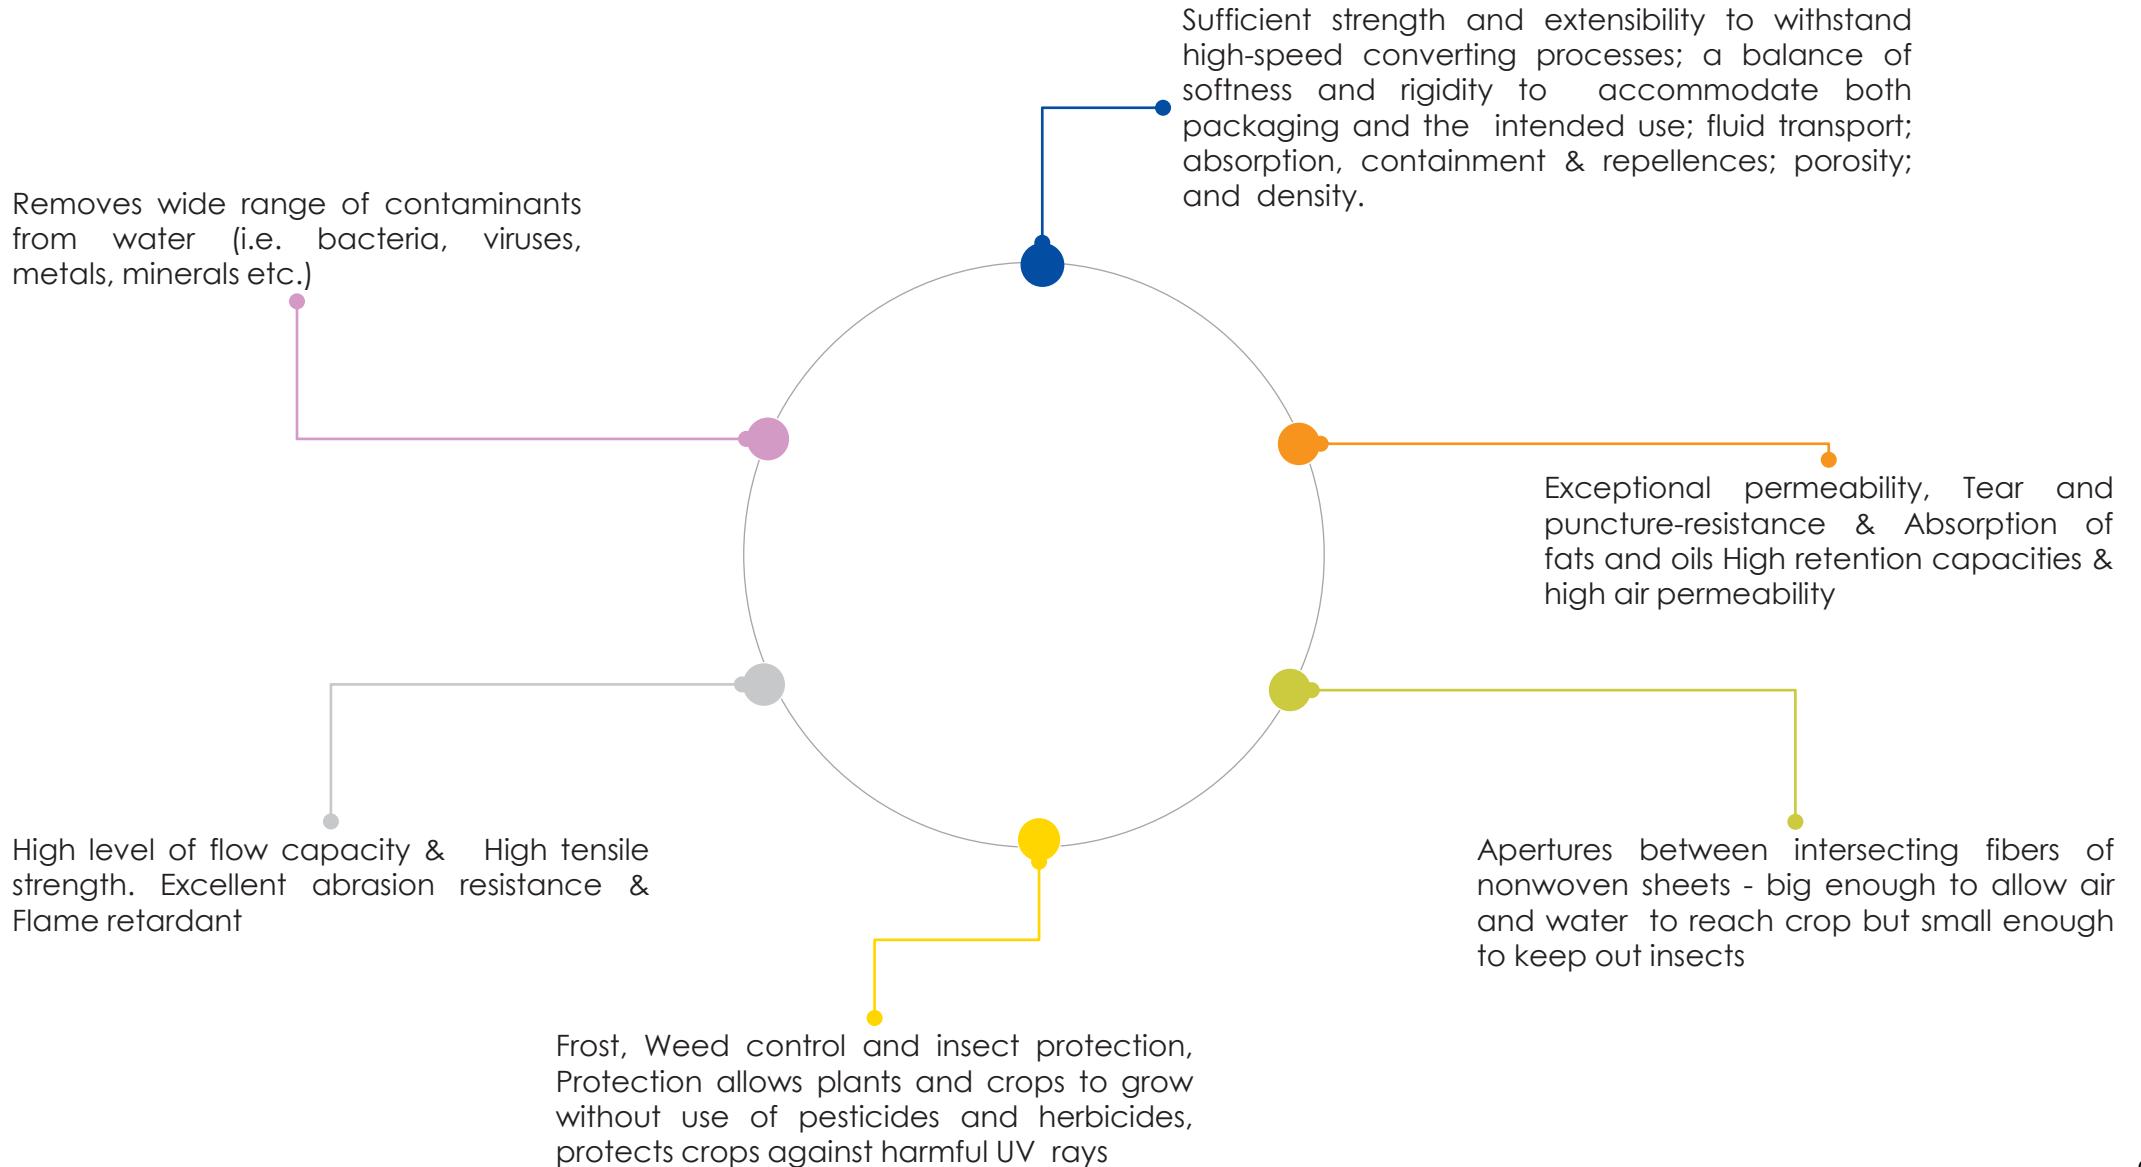 Sufficient strength and extensibility to withstand
high-speed converting processes; a balance of
softness and rigidity to accommodate both
packaging and the intended use; fluid transport;
absorption, containment & repellences; porosity;
and density.
Removes wide range of contaminants
from water (i.e. bacteria, viruses,
metals, minerals etc.)
Exceptional permeability, Tear and
puncture-resistance & Absorption of
fats and oils High retention capacities &
high air permeability
High level of flow capacity & High tensile
strength. Excellent abrasion resistance &
Flame retardant
Apertures between intersecting fibers of
nonwoven sheets - big enough to allow air
and water to reach crop but small enough
to keep out insects
Frost, Weed control and insect protection,
Protection allows plants and crops to grow
without use of pesticides and herbicides,
protects crops against harmful UV rays